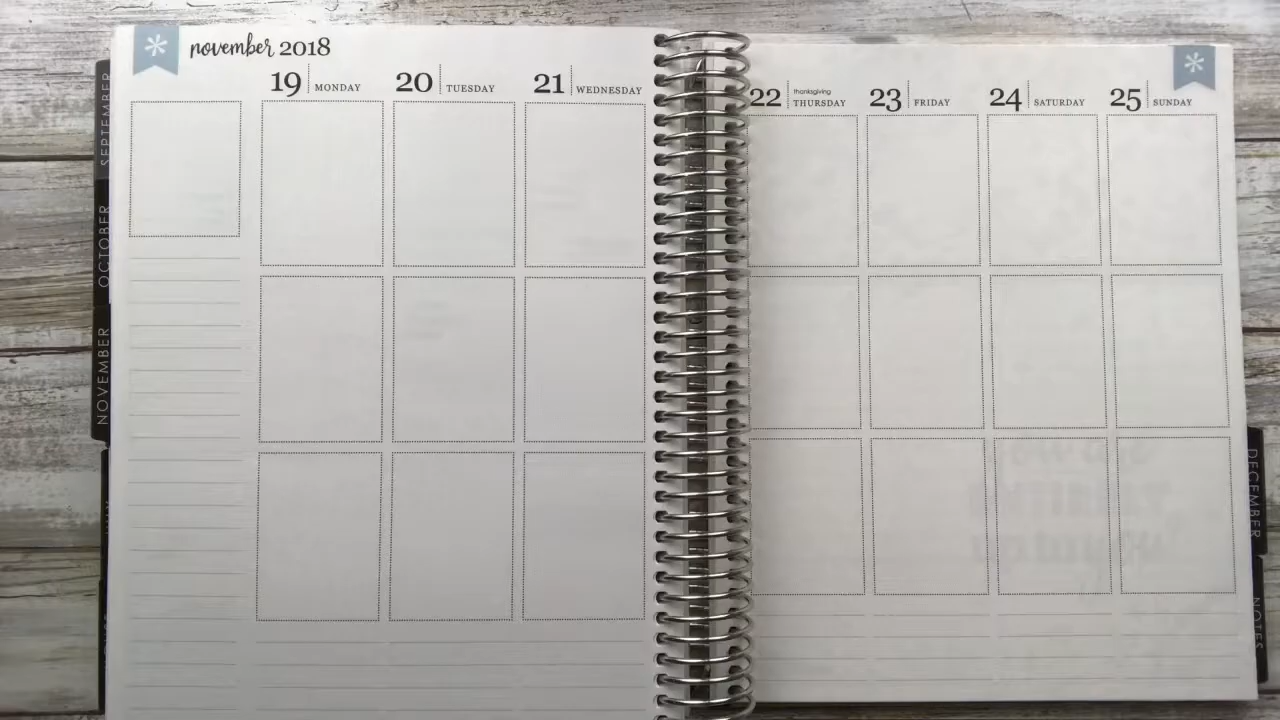 november 2018
19 MONDAY
20 TUESDAY
21 WEDNESDAY
22 thanksgiving THURSDAY
23 FRIDAY
24 SATURDAY
25 SUNDAY
SEPTEMBER
OCTOBER
NOVEMBER
DECEMBER
NOTES